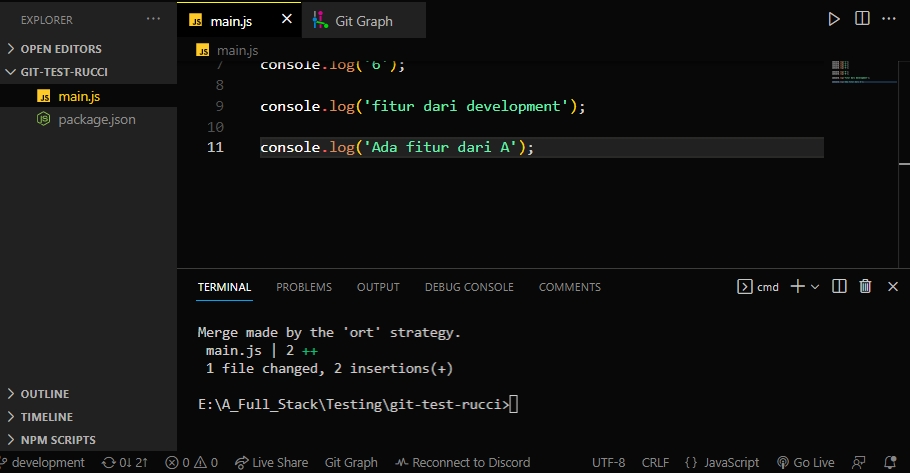 EXPLORER
OPEN EDITORS
GIT-TEST-RUCCI
JS main.js
package.json
OUTLINE
TIMELINE
NPM SCRIPTS
JS main.js
Git Graph
JS main.js
7 console.log('6');
8
9 console.log('fitur dari development');
10
11 console.log('Ada fitur dari A');
TERMINAL PROBLEMS OUTPUT DEBUG CONSOLE COMMENTS cmd
Merge made by the 'ort' strategy.
main.js | 2 ++
1 file changed, 2 insertions(+)
E:\A_Full_Stack\Testing\git-test-rucci>
development 0↓ 2↑ 0 0 Live Share Git Graph Reconnect to Discord UTF-8 CRLF {} JavaScript Go Live